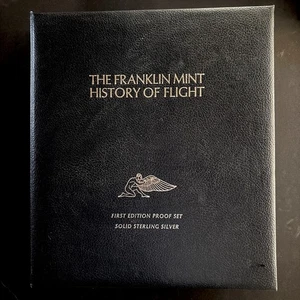 THE FRANKLIN MINT
HISTORY OF FLIGHT
FIRST EDITION PROOF SET
SOLID STERLING SILVER